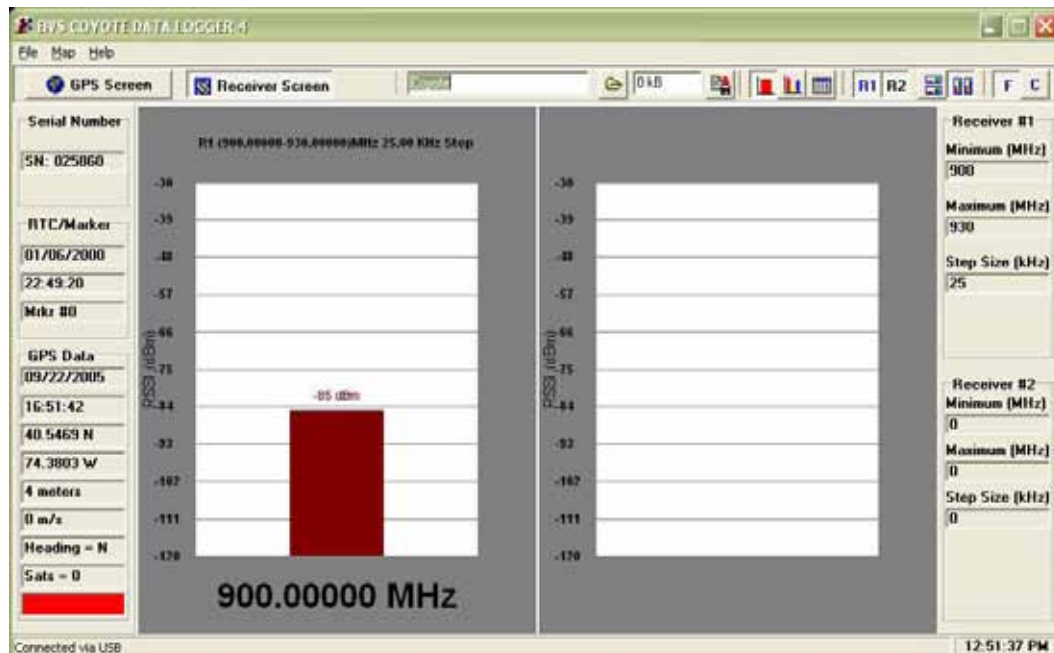 BVS COYOTE DATA LOGGER 4
File Map Help
GPS Screen Receiver Screen Coyote 0 kB R1 R2 F C
Serial Number
SN: 025860
RTC/Marker
01/06/2000
22:49:20
Mrkr #0
GPS Data
09/22/2005
16:51:42
40.5469 N
74.3803 W
4 meters
0 m/s
Heading = N
Sats = 0
R1 (900.00000-930.00000)MHz 25.00 KHz Step
-30
-39
-48
-57
-66
-75
-84
-93
-102
-111
-120
RSSI (dBm)
-85 dBm
900.00000 MHz
-30
-39
-48
-57
-66
-75
-84
-93
-102
-111
-120
RSSI (dBm)
Receiver #1
Minimum (MHz)
900
Maximum (MHz)
930
Step Size (kHz)
25
Receiver #2
Minimum (MHz)
0
Maximum (MHz)
0
Step Size (kHz)
0
Connected via USB
12:51:37 PM